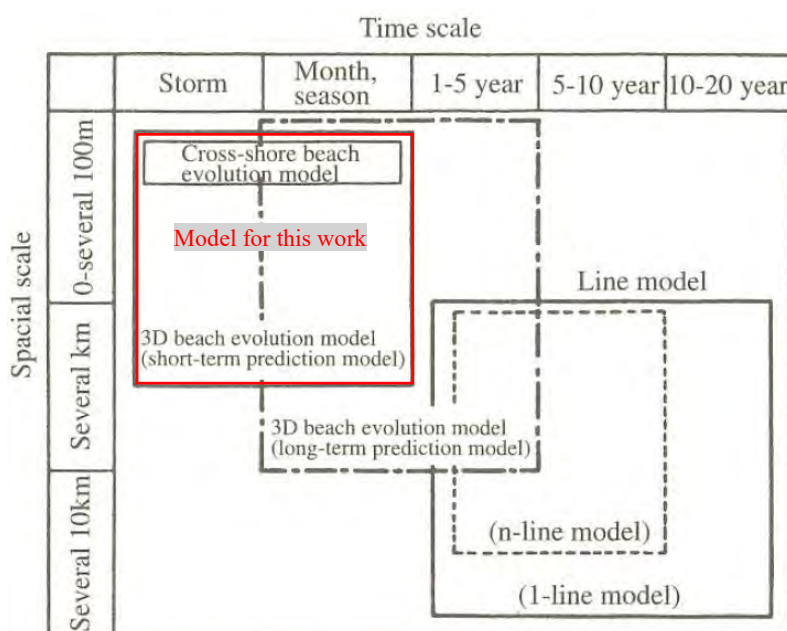 Time scale
Storm
Month,
season
1-5 year
5-10 year
10-20 year
Spacial scale
0-several 100m
Several km
Several 10km
Cross-shore beach
evolution model
Model for this work
3D beach evolution model
(short-term prediction model)
Line model
3D beach evolution model
(long-term prediction model)
(n-line model)
(1-line model)